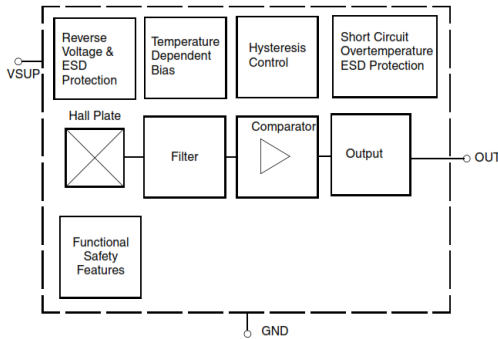 Reverse
Voltage &
ESD
Protection
Temperature
Dependent
Bias
Hysteresis
Control
Short Circuit
Overtemperature
ESD Protection
VSUP
Hall Plate
Filter
Comparator
Output
OUT
Functional
Safety
Features
GND